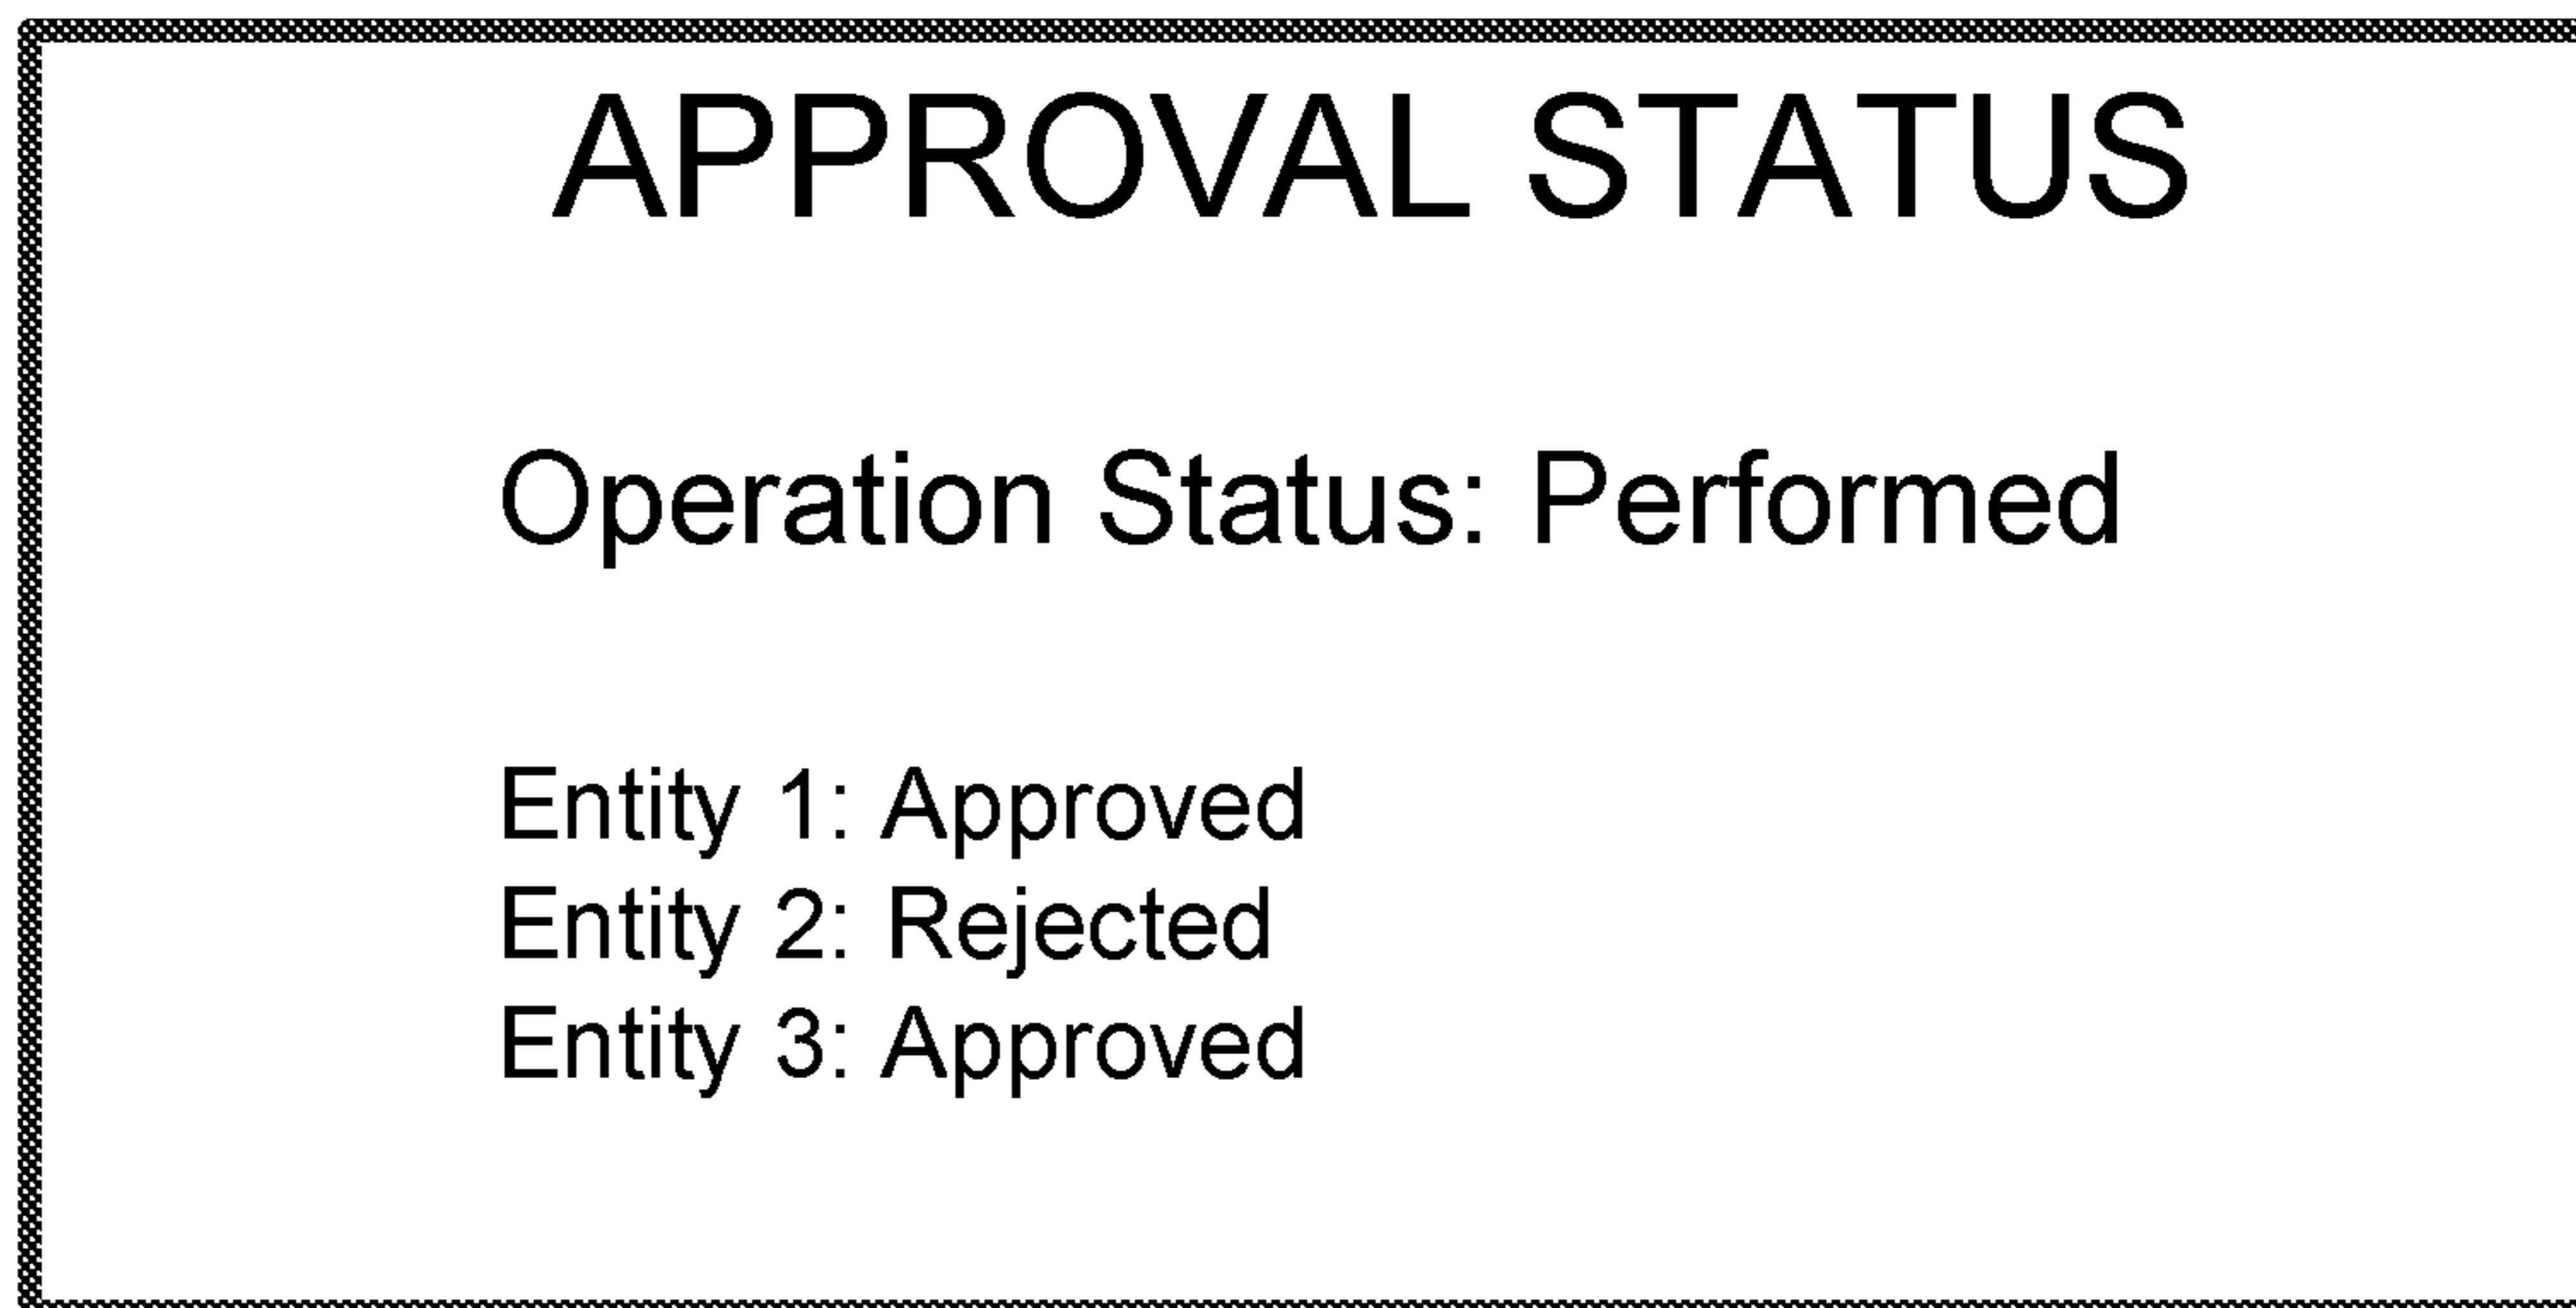 APPROVAL STATUS
Operation Status: Performed
Entity 1: Approved
Entity 2: Rejected
Entity 3: Approved